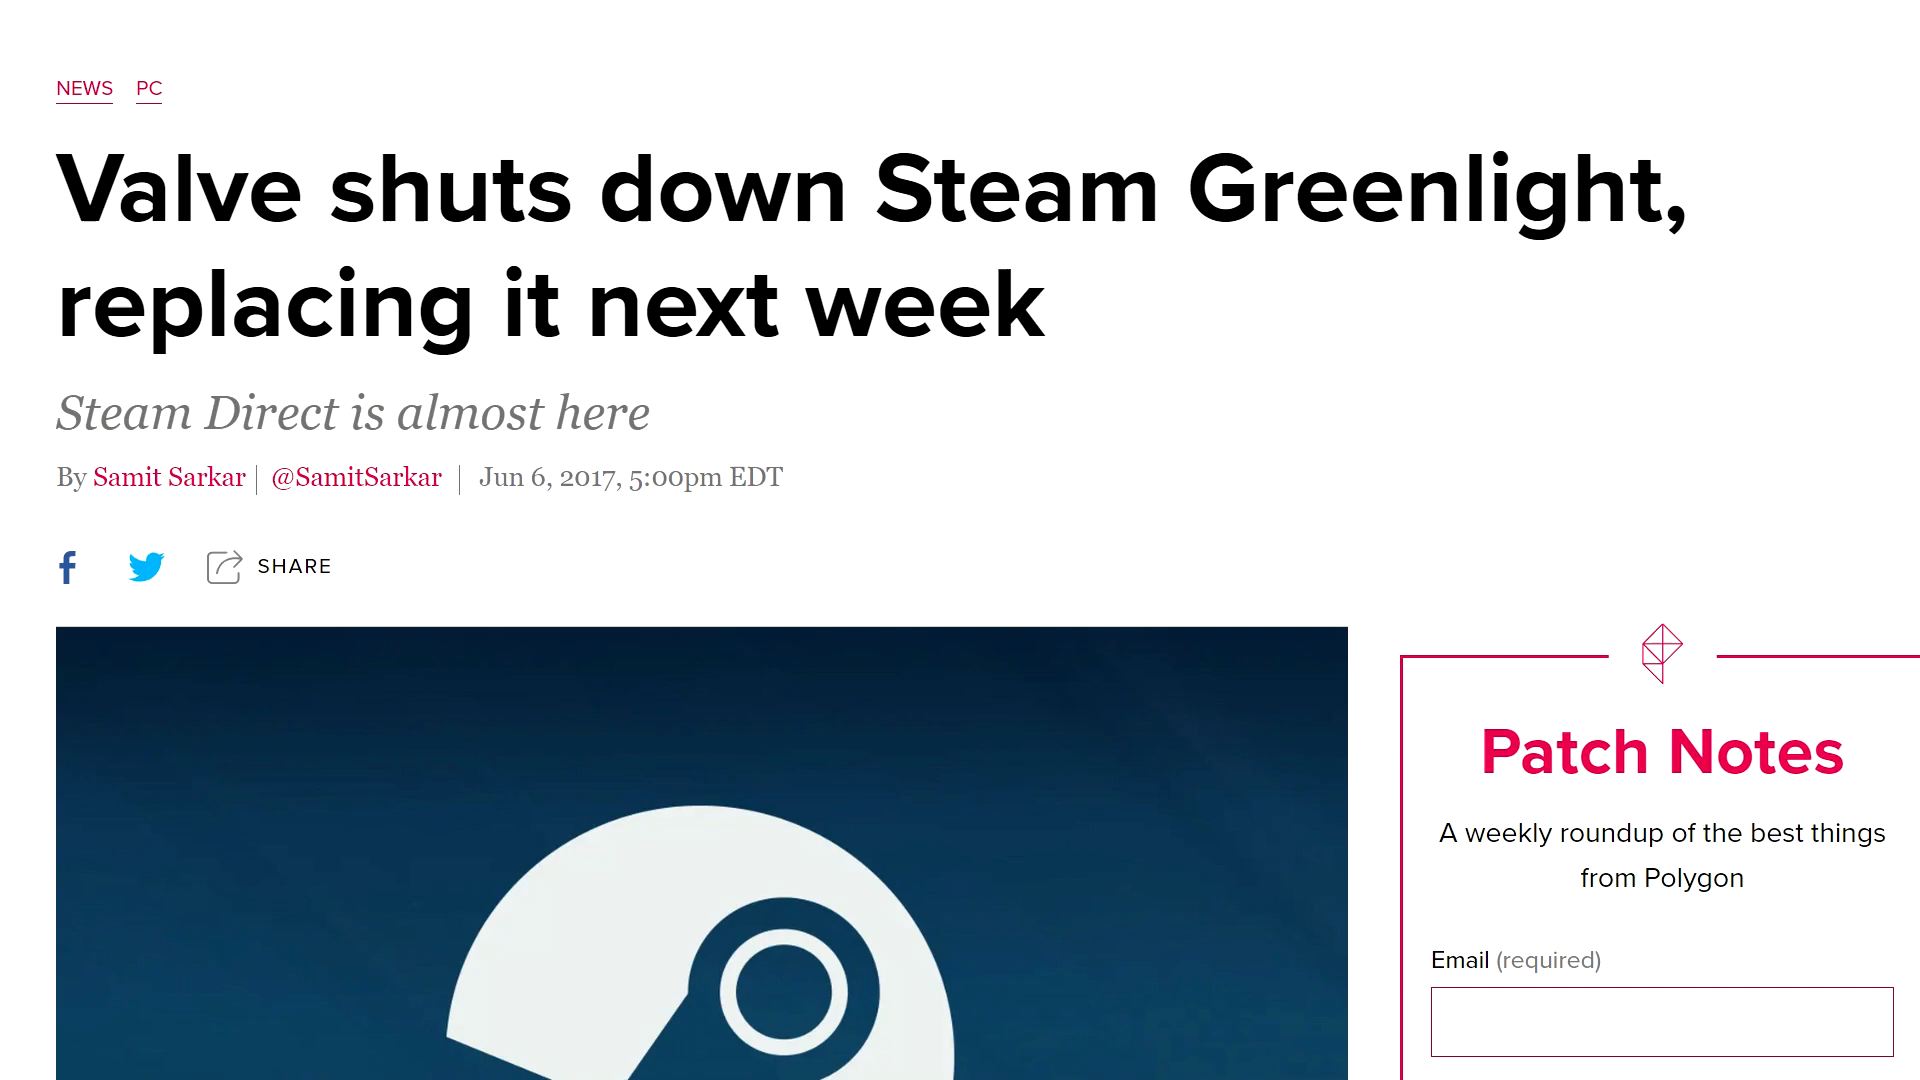 NEWS PC
Valve shuts down Steam Greenlight,
replacing it next week
Steam Direct is almost here
By Samit Sarkar | @SamitSarkar | Jun 6, 2017, 5:00pm EDT
SHARE
Patch Notes
A weekly roundup of the best things
from Polygon
Email (required)